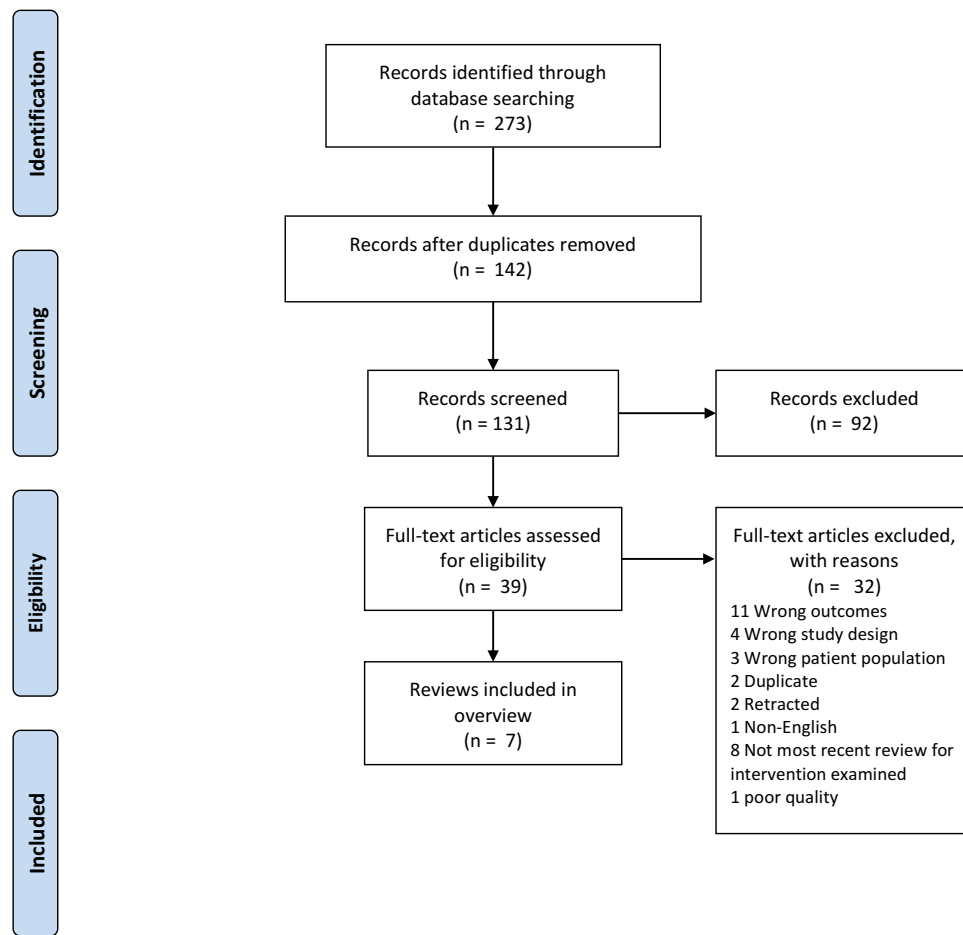 Identification
Records identified through
database searching
(n = 273)
Records after duplicates removed
(n = 142)
Screening
Records screened
(n = 131)
Records excluded
(n = 92)
Eligibility
Full-text articles assessed
for eligibility
(n = 39)
Full-text articles excluded,
with reasons
(n = 32)
11 Wrong outcomes
4 Wrong study design
3 Wrong patient population
2 Duplicate
2 Retracted
1 Non-English
8 Not most recent review for
intervention examined
1 poor quality
Included
Reviews included in
overview
(n = 7)